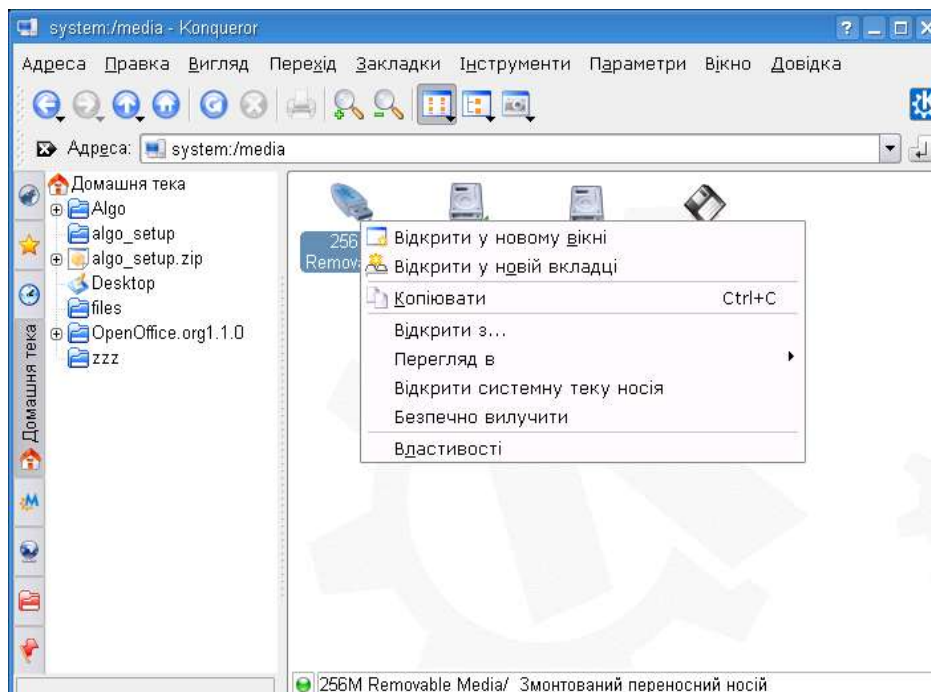 system:/media - Konqueror
Адреса Правка Вигляд Перехід Закладки Інструменти Параметри Вікно Довідка
Адреса: system:/media
Домашня тека
Algo
algo_setup
algo_setup.zip
Desktop
files
OpenOffice.org1.1.0
zzz
Домашня тека
256
Remov
Відкрити у новому вікні
Відкрити у новій вкладці
Копіювати Ctrl+C
Відкрити з...
Перегляд в
Відкрити системну теку носія
Безпечно вилучити
Властивості
256M Removable Media/ Змонтований переносний носій